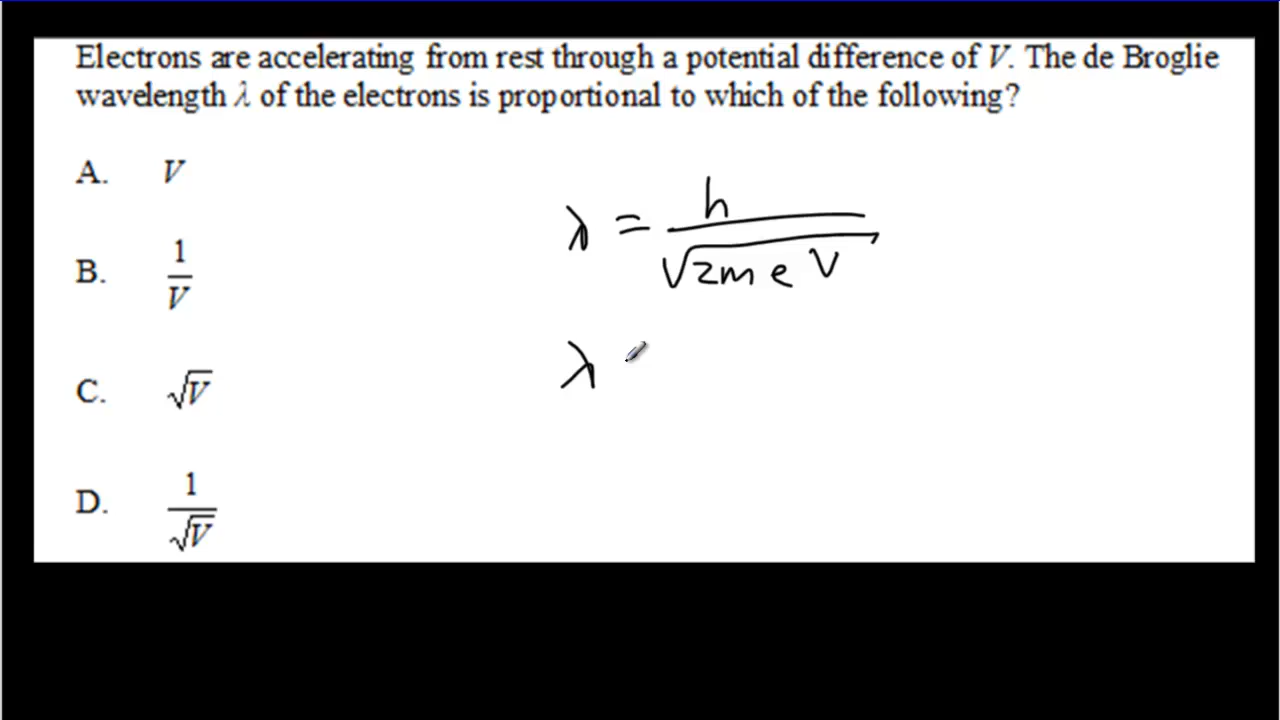 Electrons are accelerating from rest through a potential difference of V. The de Broglie
wavelength λ of the electrons is proportional to which of the following?
A. V
B. 1/V
C. √V
D. 1/√V
λ = h/√2meV
λ